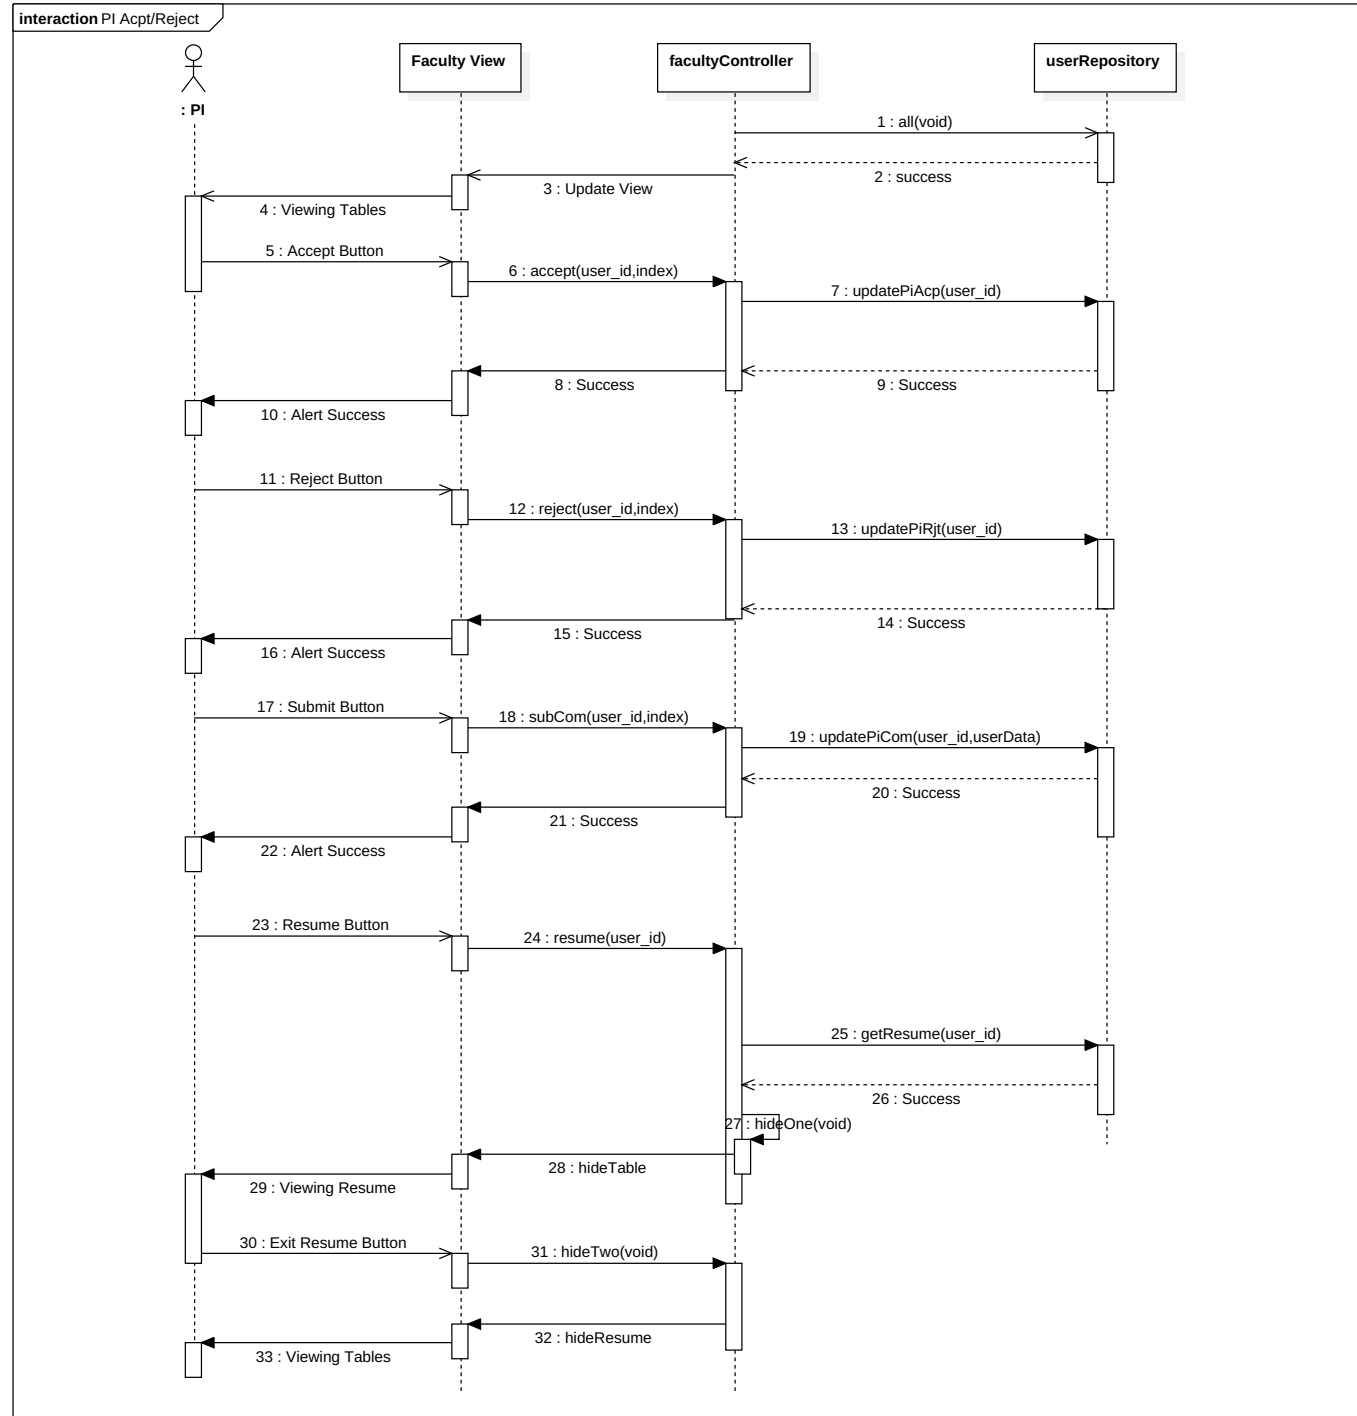 interaction PI Acpt/Reject
: PI
Faculty View
facultyController
userRepository
1 : all(void)
2 : success
3 : Update View
4 : Viewing Tables
5 : Accept Button
6 : accept(user_id,index)
7 : updatePiAcp(user_id)
8 : Success
9 : Success
10 : Alert Success
11 : Reject Button
12 : reject(user_id,index)
13 : updatePiRjt(user_id)
14 : Success
15 : Success
16 : Alert Success
17 : Submit Button
18 : subCom(user_id,index)
19 : updatePiCom(user_id,userData)
20 : Success
21 : Success
22 : Alert Success
23 : Resume Button
24 : resume(user_id)
25 : getResume(user_id)
26 : Success
27 : hideOne(void)
28 : hideTable
29 : Viewing Resume
30 : Exit Resume Button
31 : hideTwo(void)
32 : hideResume
33 : Viewing Tables